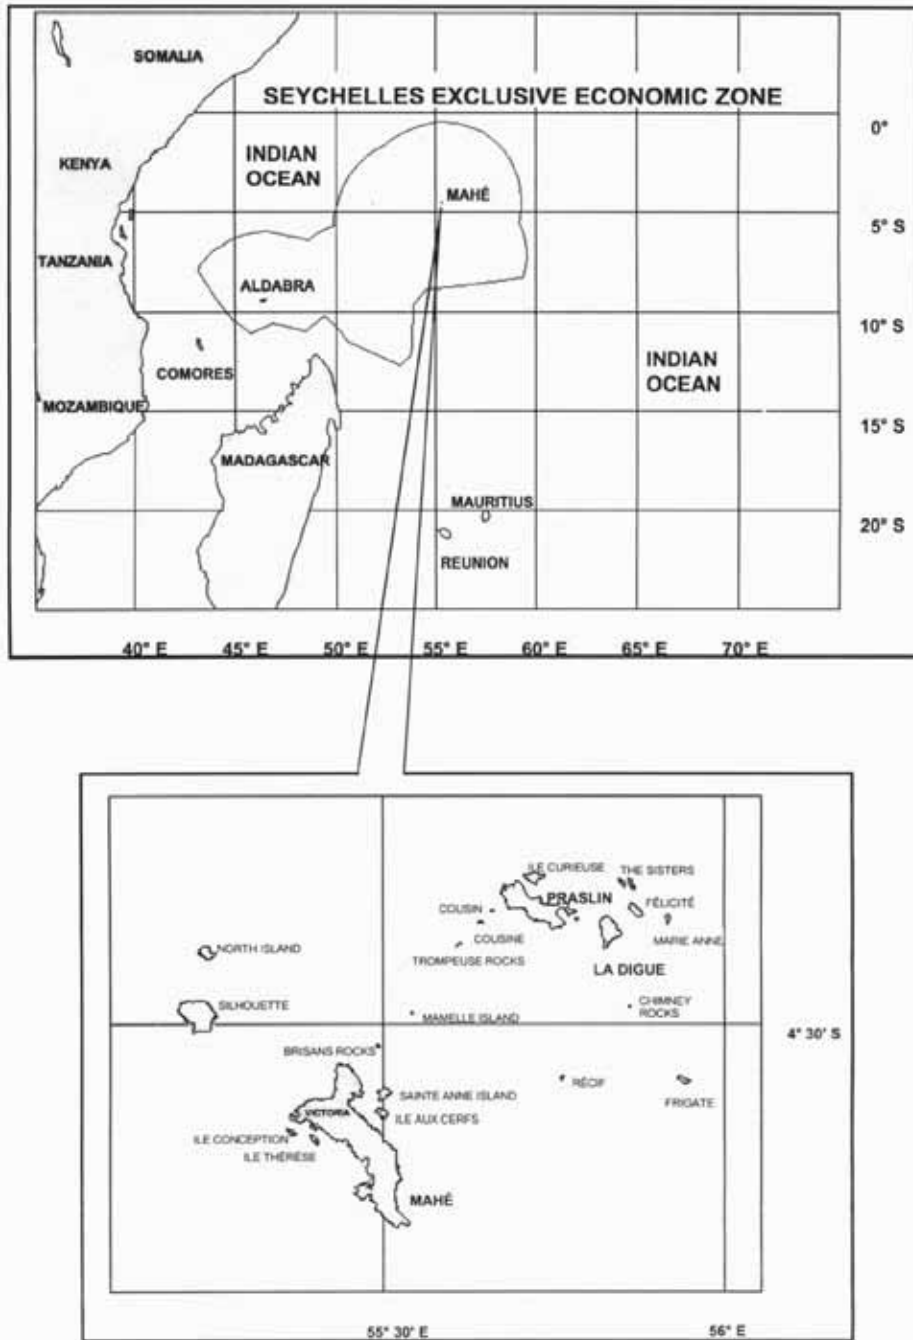 SOMALIA
SEYCHELLES EXCLUSIVE ECONOMIC ZONE
0°
INDIAN
OCEAN
KENYA
MAHÉ
5° S
TANZANIA
ALDABRA
10° S
COMORES
INDIAN
OCEAN
MOZAMBIQUE
15° S
MADAGASCAR
MAURITIUS
20° S
REUNION
40° E 45° E 50° E 55° E 60° E 65° E 70° E
ILE CURIEUSE
THE SISTERS
PRASLIN
COUSIN
FÉLICITÉ
COUSINE
MARIE ANNE
NORTH ISLAND
TROMPEUSE ROCKS
LA DIGUE
SILHOUETTE
CHIMNEY
ROCKS
MAMELLE ISLAND
4° 30' S
BRISANS ROCKS
RÉCIF
SAINTE ANNE ISLAND
FRIGATE
VICTORIA
ILE AUX CERFS
ILE CONCEPTION
ILE THÉRÈSE
MAHÉ
55° 30' E 56° E